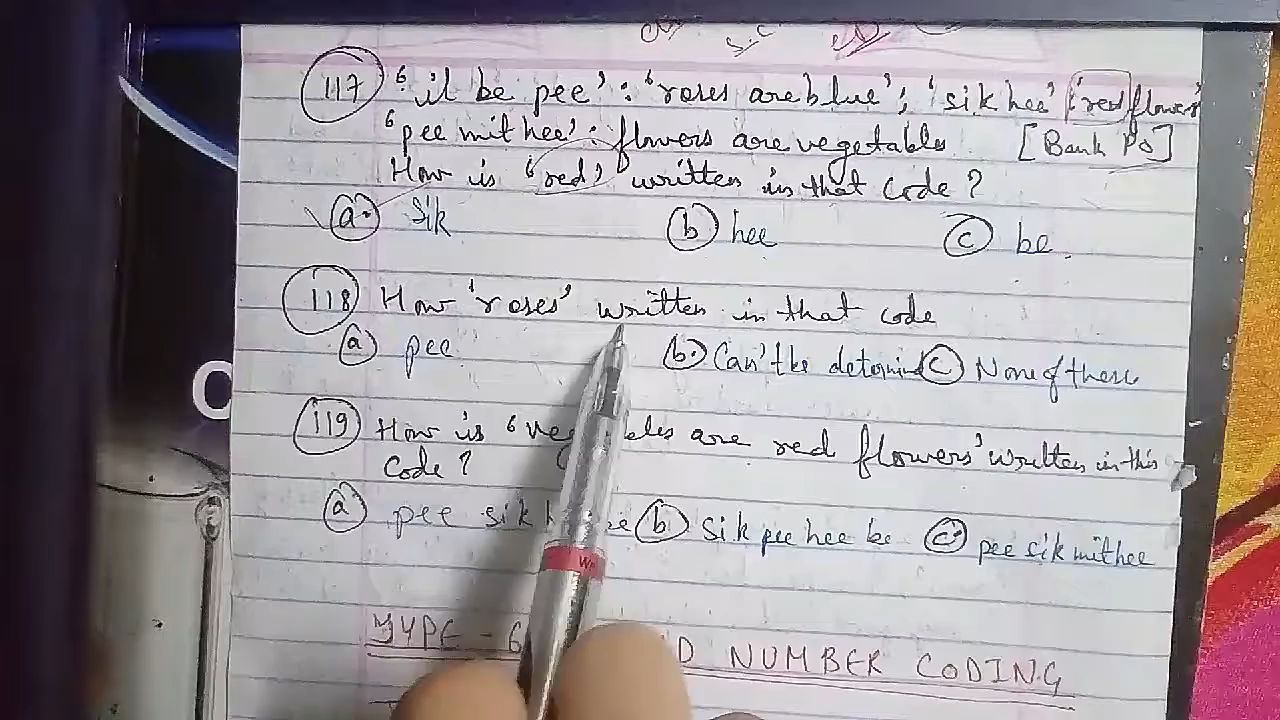 117 'il be pee' : 'roses are blue'; 'sik hee' : 'red flowers'
'pee mit hee' : flowers are vegetables [Bank PO]
How is 'red' written in that code?
a. sik b hee c be.
118 How 'roses' written in that code
a pee b. Can't be c None of these
119 How is are red flowers' written in this
code?
a pee sik b sik pee hee be c. pee sik mit hee
TYPE - 6 NUMBER CODING